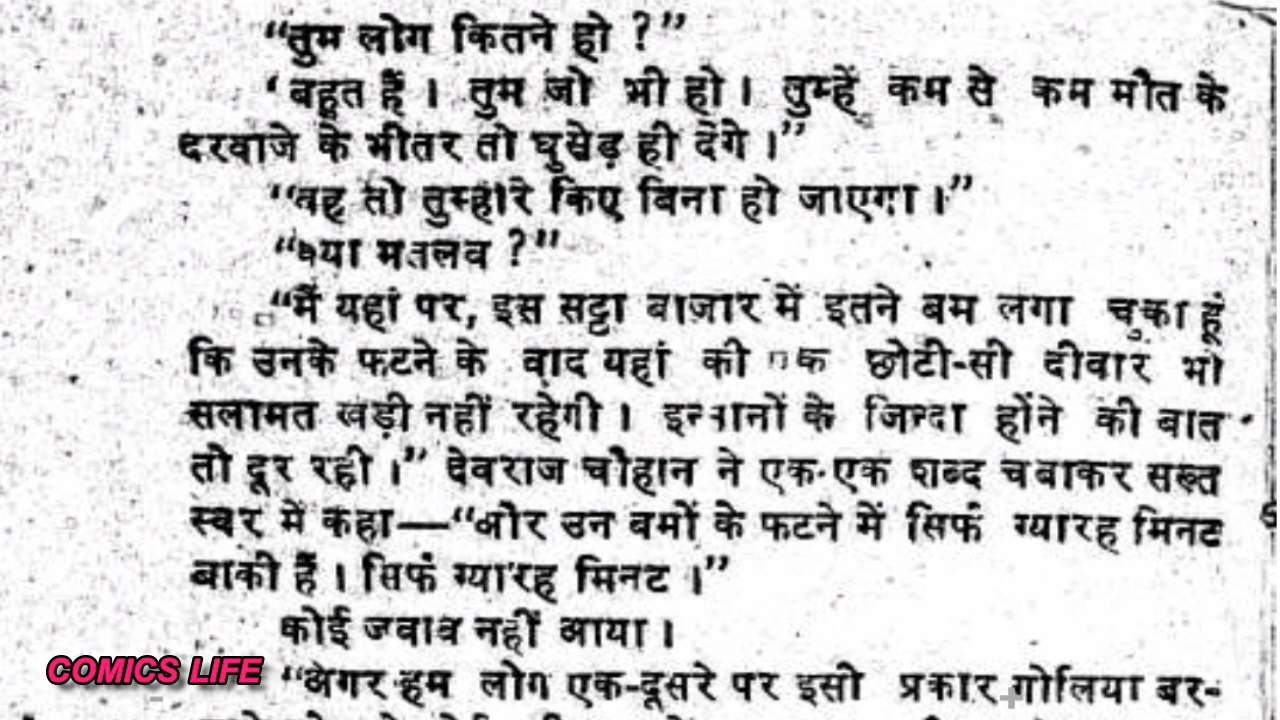 “तुम लोग कितने हो ?”
‘बहुत हैं । तुम जो भी हो । तुम्हें कम से कम मौत के
दरवाजे के भीतर तो घुसेड़ ही देंगे ।”
“वह तो तुम्हारे किए बिना हो जाएगा ।”
“क्या मतलब ?”
“मैं यहां पर, इस सट्टा बाजार में इतने बम लगा चुका हूं
कि उनके फटने के बाद यहां की एक छोटी-सी दीवार भी
सलामत खड़ी नहीं रहेगी । इन्सानों के जिन्दा होंने की बात
तो दूर रही ।” देवराज चौहान ने एक-एक शब्द चबाकर सख्त
स्वर में कहा—“और उन बमों के फटने में सिर्फ ग्यारह मिनट
बाकी हैं । सिर्फ ग्यारह मिनट ।”
कोई जवाब नहीं आया ।
“अगर हम लोग एक-दूसरे पर इसी प्रकार गोलिया बर-
COMICS LIFE